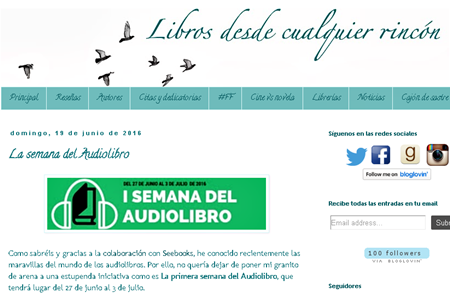 Libros desde cualquier rincón
Principal Reseñas Autores Citas y dedicatorias #FF Cine vs novela Librerías Noticias Cajón de sastre
domingo, 19 de junio de 2016
La semana del Audiolibro
DEL 27 DE JUNIO AL 3 DE JULIO DE 2016
I SEMANA DEL
AUDIOLIBRO
Como sabréis y gracias a la colaboración con Seebooks, he conocido recientemente las
maravillas del mundo de los audiolibros. Por ello, no quería dejar de poner mi granito
de arena a una estupenda iniciativa como es La primera semana del Audiolibro, que
tendrá lugar del 27 de junio al 3 de julio.
Síguenos en las redes sociales
f g
Follow me on bloglovin'
Recibe todas las entradas en tu email
Email address... Su
100 followers
VIA BLOGLOVIN'
Seguidores